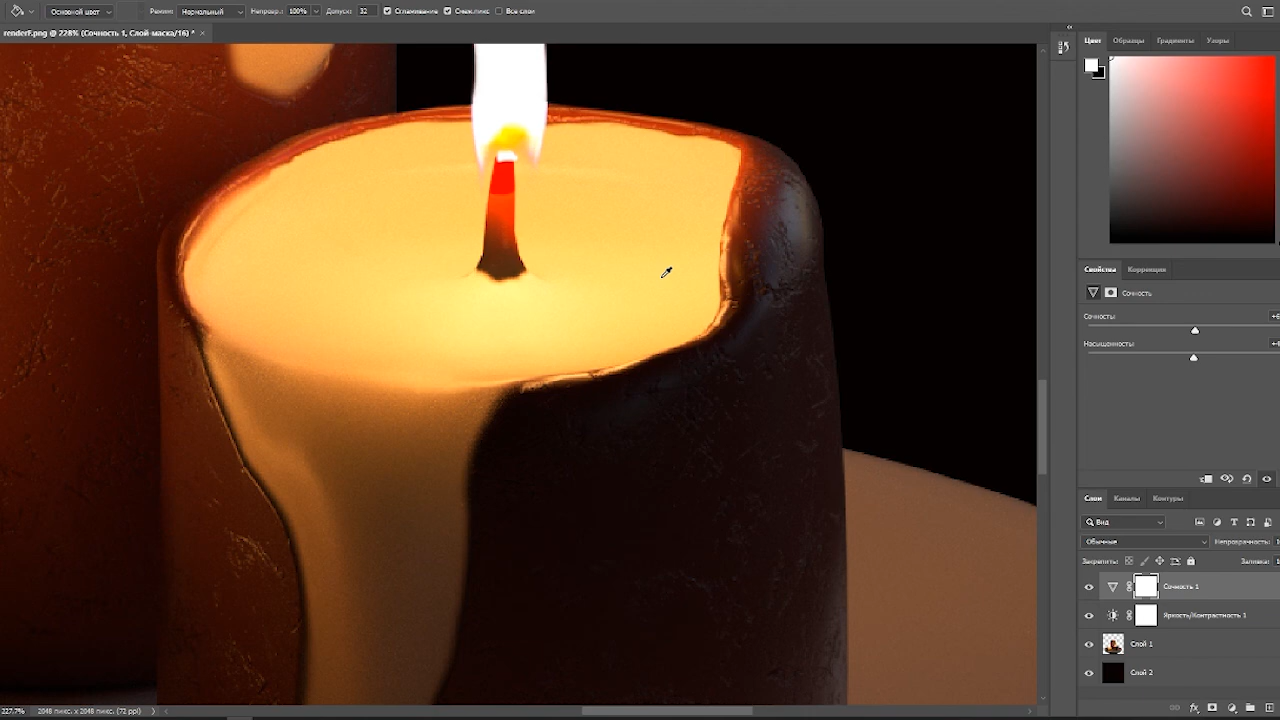 Основной цвет Режим: Нормальный Непрозр.: 100% Допуск: 32 Сглаживание Смеж.пикс Все слои
renderF.png @ 228% (Сочность 1, Слой-маска/16) *
Цвет Образцы Градиенты Узоры
Свойства Коррекция
Сочность
Сочность:
Насыщенность:
Слои Каналы Контуры
Вид
Обычные Непрозрачность:
Закрепить: Заливка:
Сочность 1
Яркость/Контрастность 1
Слой 1
Слой 2
227,7% 2048 пикс. x 2048 пикс. (72 ppi)